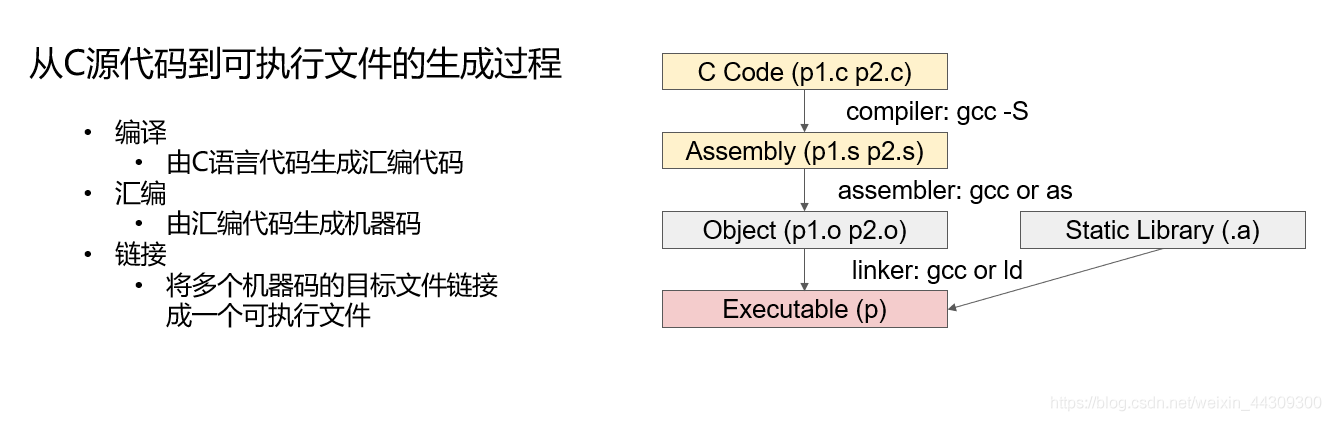 从C源代码到可执行文件的生成过程
• 编译
• 由C语言代码生成汇编代码
• 汇编
• 由汇编代码生成机器码
• 链接
• 将多个机器码的目标文件链接
成一个可执行文件
C Code (p1.c p2.c)
compiler: gcc -S
Assembly (p1.s p2.s)
assembler: gcc or as
Object (p1.o p2.o)
Static Library (.a)
linker: gcc or ld
Executable (p)
https://blog.csdn.net/weixin_44309300